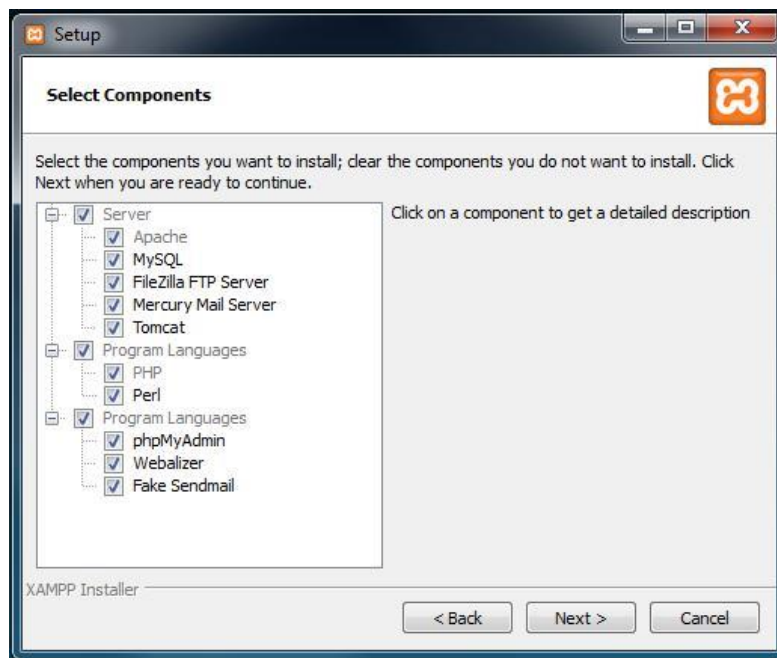 Setup
Select Components
Select the components you want to install; clear the components you do not want to install. Click
Next when you are ready to continue.
Server
Apache
MySQL
FileZilla FTP Server
Mercury Mail Server
Tomcat
Program Languages
PHP
Perl
Program Languages
phpMyAdmin
Webalizer
Fake Sendmail
Click on a component to get a detailed description
XAMPP Installer
< Back
Next >
Cancel